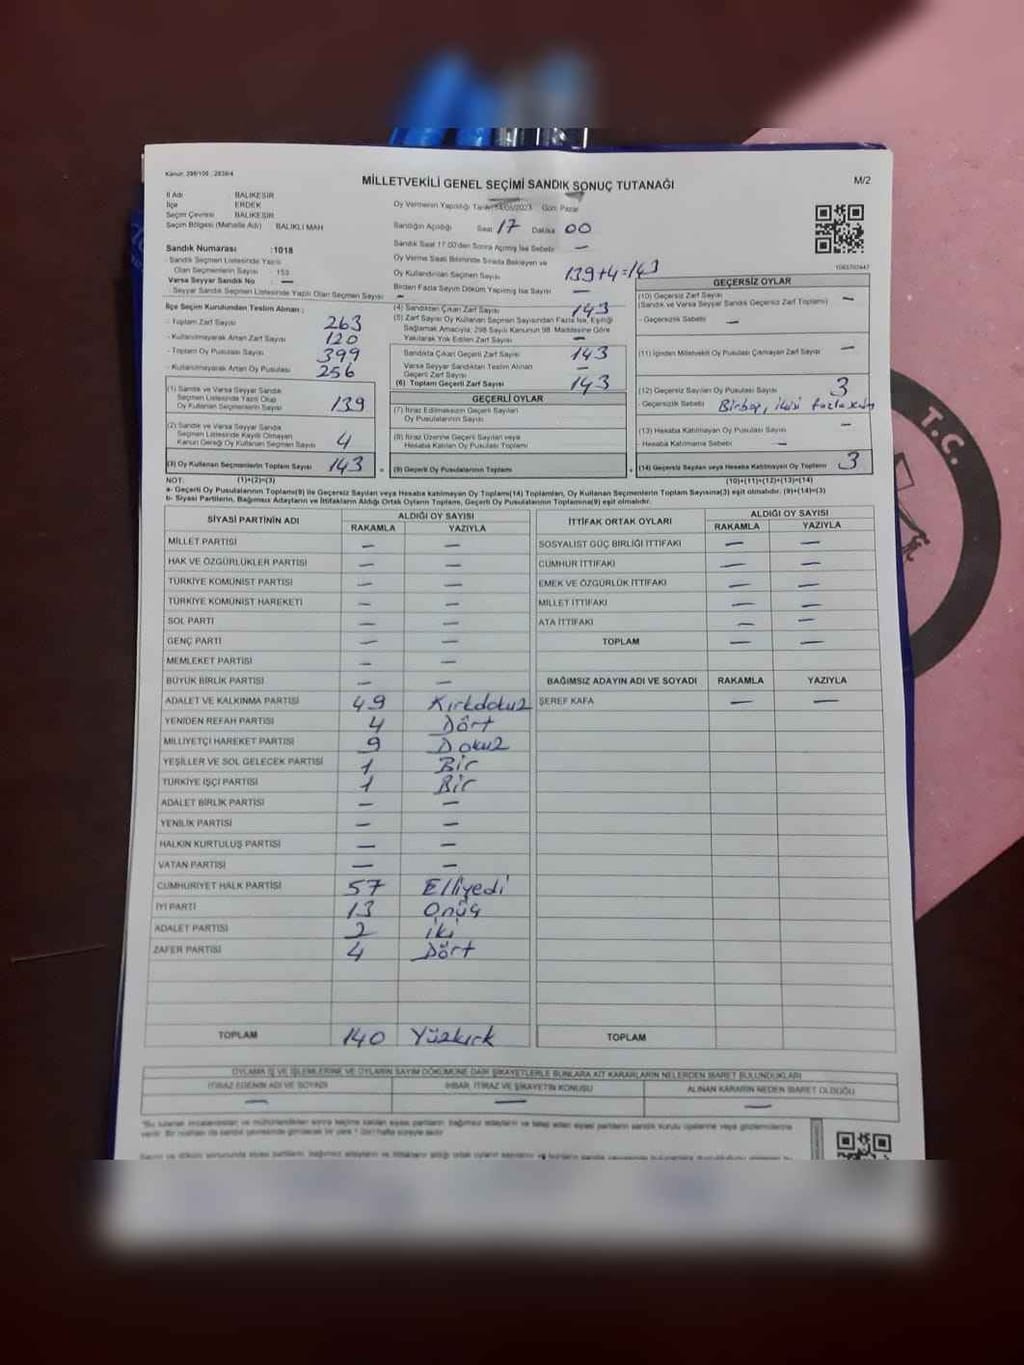 Kanun: 298/109 ; 2839/4
MİLLETVEKİLİ GENEL SEÇİMİ SANDIK SONUÇ TUTANAĞI
M/2
İl Adı BALIKESİR
İlçe ERDEK
Seçim Çevresi BALIKESİR
Seçim Bölgesi (Mahalle Adı) BALIKLI MAH
Sandık Numarası :1018
- Sandık Seçmen Listesinde Yazılı
Olan Seçmenlerin Sayısı : 153
Varsa Seyyar Sandık No —
Seyyar Sandık Seçmen Listesinde Yazılı Olan Seçmen Sayısı —
Oy Vermenin Yapıldığı Tarih 14/05/2023 Gün: Pazar
Sandığın Açıldığı Saat 17 Dakika 00
Sandık Saat 17:00'den Sonra Açılmış İse Sebebi —
Oy Verme Saati Bitiminde Sırada Bekleyen ve
Oy Kullandırılan Seçmen Sayısı 139+4=143
Birden Fazla Sayım Döküm Yapılmış İse Sayısı —
İlçe Seçim Kurulundan Teslim Alınan ;
- Toplam Zarf Sayısı 263
- Kullanılmayarak Artan Zarf Sayısı 120
- Toplam Oy Pusulası Sayısı 399
- Kullanılmayarak Artan Oy Pusulası 256
(1) Sandık ve Varsa Seyyar Sandık
Seçmen Listesinde Yazılı Olup
Oy Kullanan Seçmenlerin Sayısı 139
(2) Sandık ve Varsa Seyyar Sandık
Seçmen Listesinde Kayıtlı Olmayan
Kanun Gereği Oy Kullanan Seçmen Sayısı 4
(3) Oy Kullanan Seçmenlerin Toplam Sayısı 143 =
(4) Sandıktan Çıkan Zarf Sayısı 143
(5) Zarf Sayısı Oy Kullanan Seçmen Sayısından Fazla İse, Eşitliği
Sağlamak Amacıyla; 298 Sayılı Kanunun 98. Maddesine Göre
Yakılarak Yok Edilen Zarf Sayısı —
Sandıkta Çıkan Geçerli Zarf Sayısı 143
Varsa Seyyar Sandıktan Teslim Alınan
Geçerli Zarf Sayısı —
(6) Toplam Geçerli Zarf Sayısı 143
GEÇERLİ OYLAR
(7) İtiraz Edilmeksizin Geçerli Sayılan
Oy Pusulasının Sayısı
(8) İtiraz Üzerine Geçerli Sayılan veya
Hesaba Katılan Oy Pusulası Sayısı
(9) Geçerli Oy Pusulalarının Toplamı +
GEÇERSİZ OYLAR
(10) Geçersiz Zarf Sayısı
(Sandık ve Varsa Seyyar Sandık Geçersiz Zarf Toplamı) —
- Geçersizlik Sebebi —
(11) İçinden Milletvekili Oy Pusulası Çıkmayan Zarf Sayısı —
(12) Geçersiz Sayılan Oy Pusulası Sayısı 3
- Geçersizlik Sebebi
(13) Hesaba Katılmayan Oy Pusulası Sayısı —
- Hesaba Katılmama Sebebi —
(14) Geçersiz Sayılan veya Hesaba Katılmayan Oy Toplamı 3
NOT: (1)+(2)=(3) (10)+(11)+(12)+(13)=(14)
a- Geçerli Oy Pusulalarının Toplamı(9) ile Geçersiz Sayılan veya Hesaba katılmayan Oy Toplamı(14) Toplamları, Oy Kullanan Seçmenlerin Toplam Sayısına(3) eşit olmalıdır. (9)+(14)=(3)
b- Siyasi Partilerin, Bağımsız Adayların ve İttifakların Aldığı Ortak Oyların Toplamı, Geçerli Oy Pusulalarının Toplamına(9) eşit olmalıdır.
SİYASİ PARTİNİN ADI ALDIĞI OY SAYISI
RAKAMLA YAZIYLA
MİLLET PARTİSİ — —
HAK VE ÖZGÜRLÜKLER PARTİSİ — —
TÜRKİYE KOMÜNİST PARTİSİ — —
TÜRKİYE KOMÜNİST HAREKETİ — —
SOL PARTİ — —
GENÇ PARTİ — —
MEMLEKET PARTİSİ — —
BÜYÜK BİRLİK PARTİSİ — —
ADALET VE KALKINMA PARTİSİ 49 Kırkdokuz
YENİDEN REFAH PARTİSİ 4 Dört
MİLLİYETÇİ HAREKET PARTİSİ 9 Dokuz
YEŞİLLER VE SOL GELECEK PARTİSİ 1 Bir
TÜRKİYE İŞÇİ PARTİSİ 1 Bir
ADALET BİRLİK PARTİSİ — —
YENİLİK PARTİSİ — —
HALKIN KURTULUŞ PARTİSİ — —
VATAN PARTİSİ — —
CUMHURİYET HALK PARTİSİ 57 Elliyedi
İYİ PARTİ 13 Onüç
ADALET PARTİSİ 2 iki
ZAFER PARTİSİ 4 Dört
TOPLAM 140 Yüzkırk
İTTİFAK ORTAK OYLARI ALDIĞI OY SAYISI
RAKAMLA YAZIYLA
SOSYALİST GÜÇ BİRLİĞİ İTTİFAKI — —
CUMHUR İTTİFAKI — —
EMEK VE ÖZGÜRLÜK İTTİFAKI — —
MİLLET İTTİFAKI — —
ATA İTTİFAKI — —
TOPLAM — —
BAĞIMSIZ ADAYIN ADI VE SOYADI RAKAMLA YAZIYLA
ŞEREF KAFA — —
TOPLAM
OYLAMA İŞ VE İŞLEMLERİNE VE OYLARIN SAYIM DÖKÜMÜNE DAİR ŞİKAYETLERLE BUNLARA AİT KARARLARIN NELERDEN İBARET BULUNDUKLARI
İTİRAZ EDENİN ADI VE SOYADI İHBAR, İTİRAZ VE ŞİKAYETİN KONUSU ALINAN KARARIN NEDEN İBARET OLDUĞU
— — —
T.C.